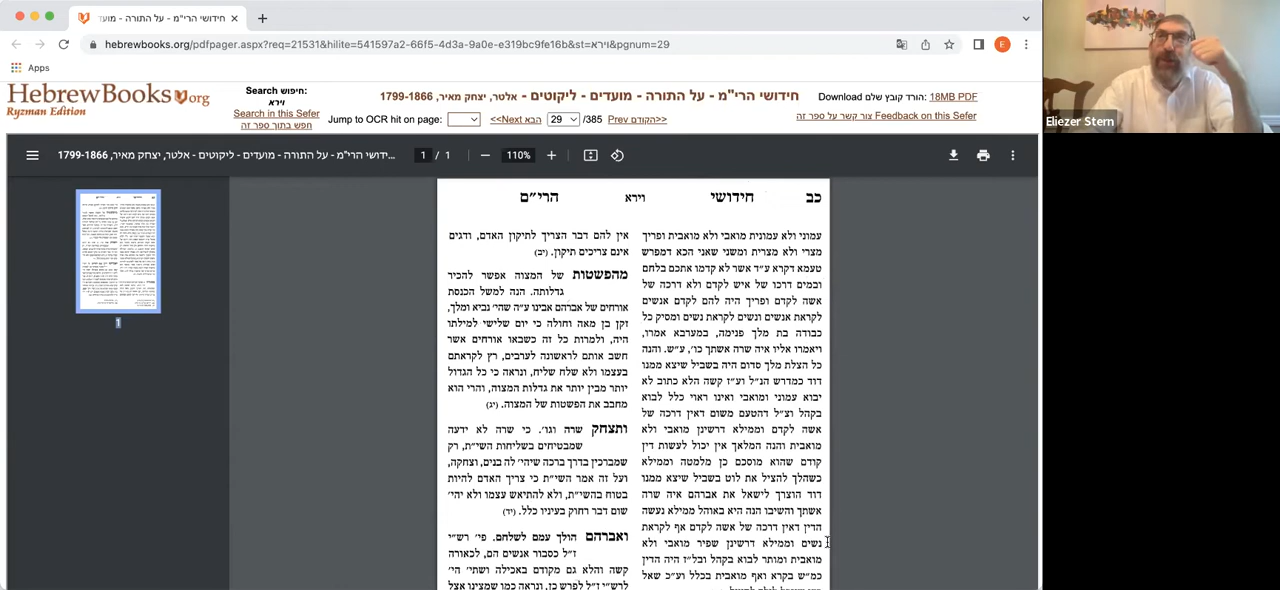 חידושי הרי"מ - על התורה - מועד
hebrewbooks.org/pdfpager.aspx?req=21531&hilite=541597a2-66f5-4d3a-9a0e-e319bc9fe16b&st=וירא&pgnum=29
E
Apps
HebrewBooks.org
Ryzman Edition
Search: חיפוש
וירא
Search in this Sefer
חפש בתוך ספר זה
חידושי הרי"מ - על התורה - מועדים - ליקוטים - אלטר, יצחק מאיר, 1799-1866
Download הורד קובץ שלם: 18MB PDF
Jump to OCR hit on page:
<<Next הבא 29 /385 Prev הקודם>>
Feedback on this Sefer צור קשר על ספר זה
ידושי הרי"מ - על התורה - מועדים - ליקוטים - אלטר, יצחק מאיר, 1799-1866...
1 / 1
110%
1
Eliezer Stern
כב חידושי וירא הרי"ם
ולא עמונית מואבי ולא מואבית ופריך
מצרי ולא מצרית ומשני שאני הכא דמפרש
טעמא דקרא ע"ד אשר לא קדמו אתכם בלחם
ובמים דרכו של איש לקדם ולא דרכה של
אשה לקדם ופריך היה להם לקדם אנשים
לקראת אנשים ונשים לקראת נשים ומסיק כל
כבודה בת מלך פנימה, במערבא אמרו,
ויאמרו אליו איה שרה אשתך כו', ע"ש. והנה
כל הצלת מלך סדום היה בשביל שיצא ממנו
דוד כמדרש הנ"ל וע"ז קשה הלא כתוב לא
יבוא עמוני ומואבי ואינו ראוי כלל לבוא
בקהל וצ"ל דהטעם משום דאין דרכה של
אשה לקדם וממילא דרשינן מואבי ולא
מואבית והנה המלאך אין יכול לעשות דין
קודם שהוא מוסכם כן מלמטה וממילא
כשהלך להציל את לוט בשביל שיצא ממנו
דוד הוצרך לישאל את אברהם איה שרה
אשתך והשיבו הנה היא באוהל ממילא נעשה
הדין דאין דרכה של אשה לקדם אף לקראת
נשים וממילא דרשינן שפיר מואבי ולא
מואבית ומותר לבוא בקהל ובל"ז היה הדין
כמ"ש בקרא ואף מואבית בכלל וע"כ שאל
אין להם דבר הצריך תיקון האדם, ודגים
אינם צריכים תיקון.
מהפשטות של המצוה אפשר להכיר
גדלותה. הנה למשל הכנסת
אורחים של אברהם אבינו ע"ה שהי' נביא ומלך,
זקן בן מאה וחולה כי יום שלישי למילתו
היה, ולמרות כל זה כשבאו אורחים אשר
חשב אותם לראשונה לערבים, רץ לקראתם
בעצמו ולא שלח שליח, ונראה כי כל הגדול
יותר מבין יותר את גדלות המצוה, והרי הוא
מחבב את הפשטות של המצוה. (יג)
ותצחק שרה וגו'. כי שרה לא ידעה
שמבטיחים בשליחות השי"ת, רק
שמברכין בדרך ברכה שיהי' לה בנים, וצחקה,
ועל זה אמר השי"ת כי צריך האדם להיות
בטוח בהשי"ת, ולא להתיאש עצמו ולא יהי'
שום דבר רחוק בעיניו כלל. (יד)
ואברהם הולך עמם לשלחם. פי' רש"י
ז"ל כסבור אנשים הם, לכאורה
קשה והלא גם מקודם באכילה ושתי' הי'
לרש"י ז"ל לפרש כן, ונראה כמו שמצינו אצל